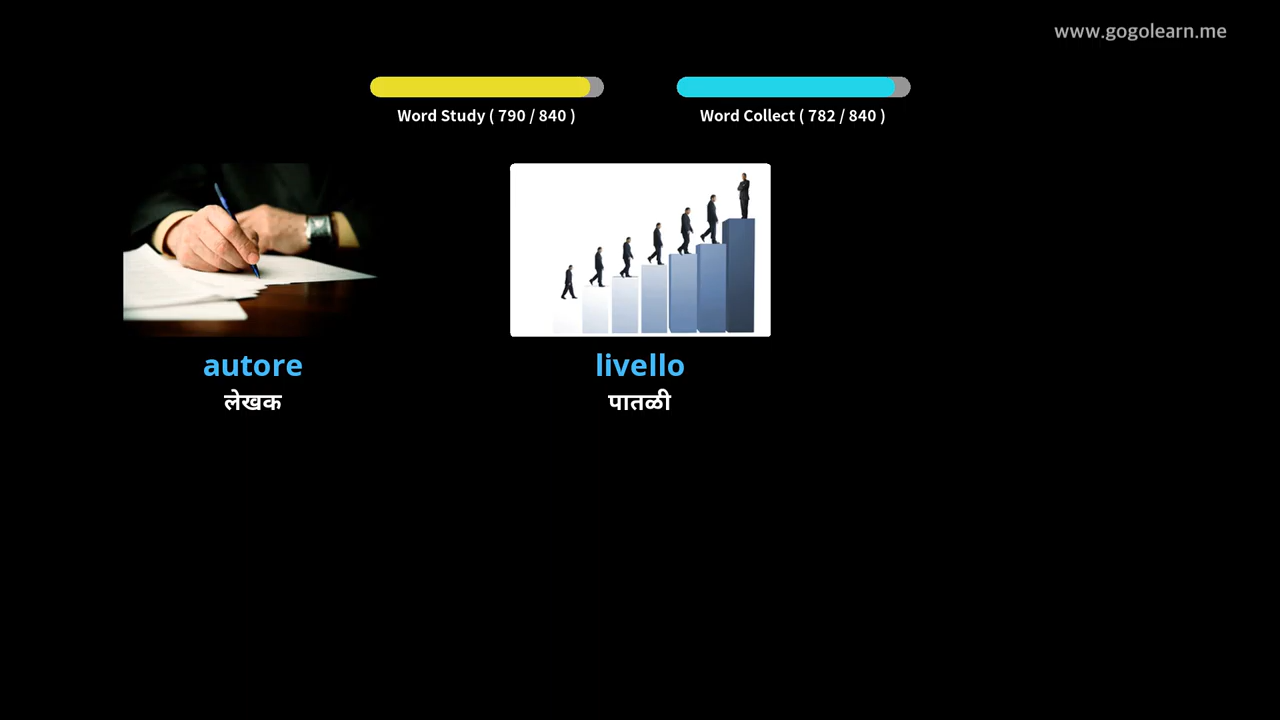 www.gogolearn.me
Word Study ( 790 / 840 )
Word Collect ( 782 / 840 )
autore
लेखक
livello
पातळी